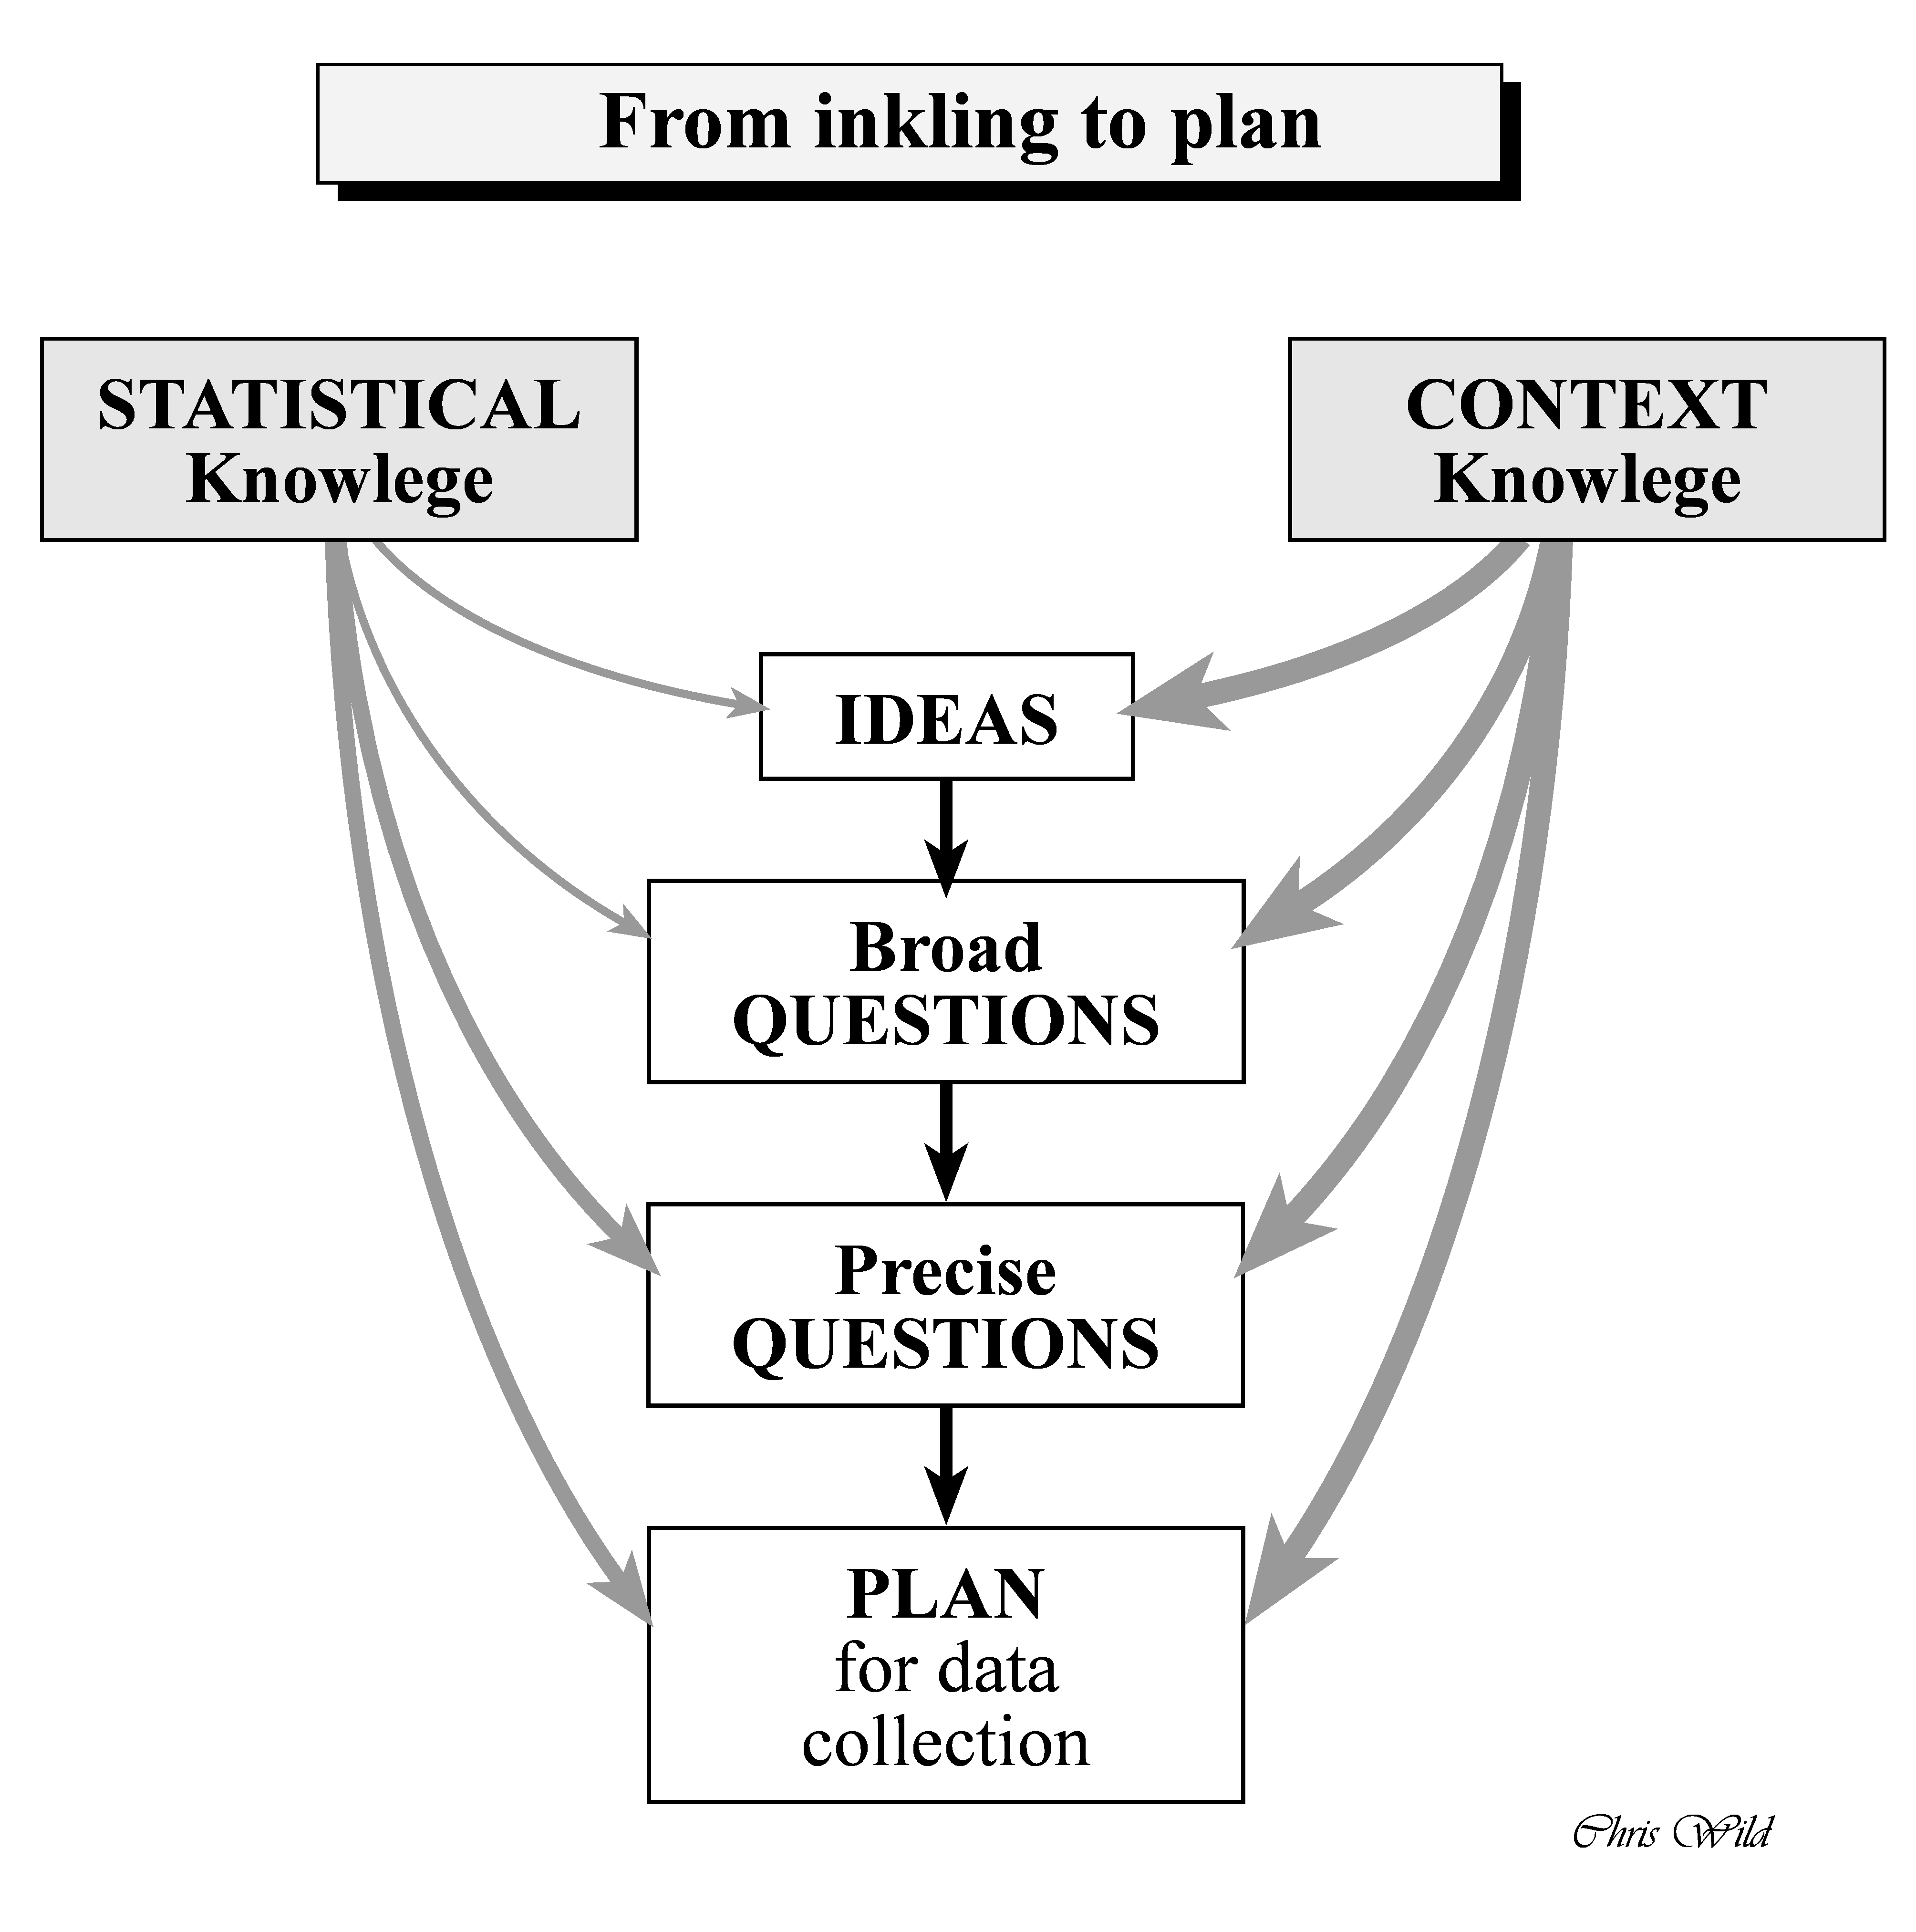 From inkling to plan
STATISTICAL
Knowlege
CONTEXT
Knowlege
IDEAS
Broad
QUESTIONS
Precise
QUESTIONS
PLAN
for data
collection
Chris Wild